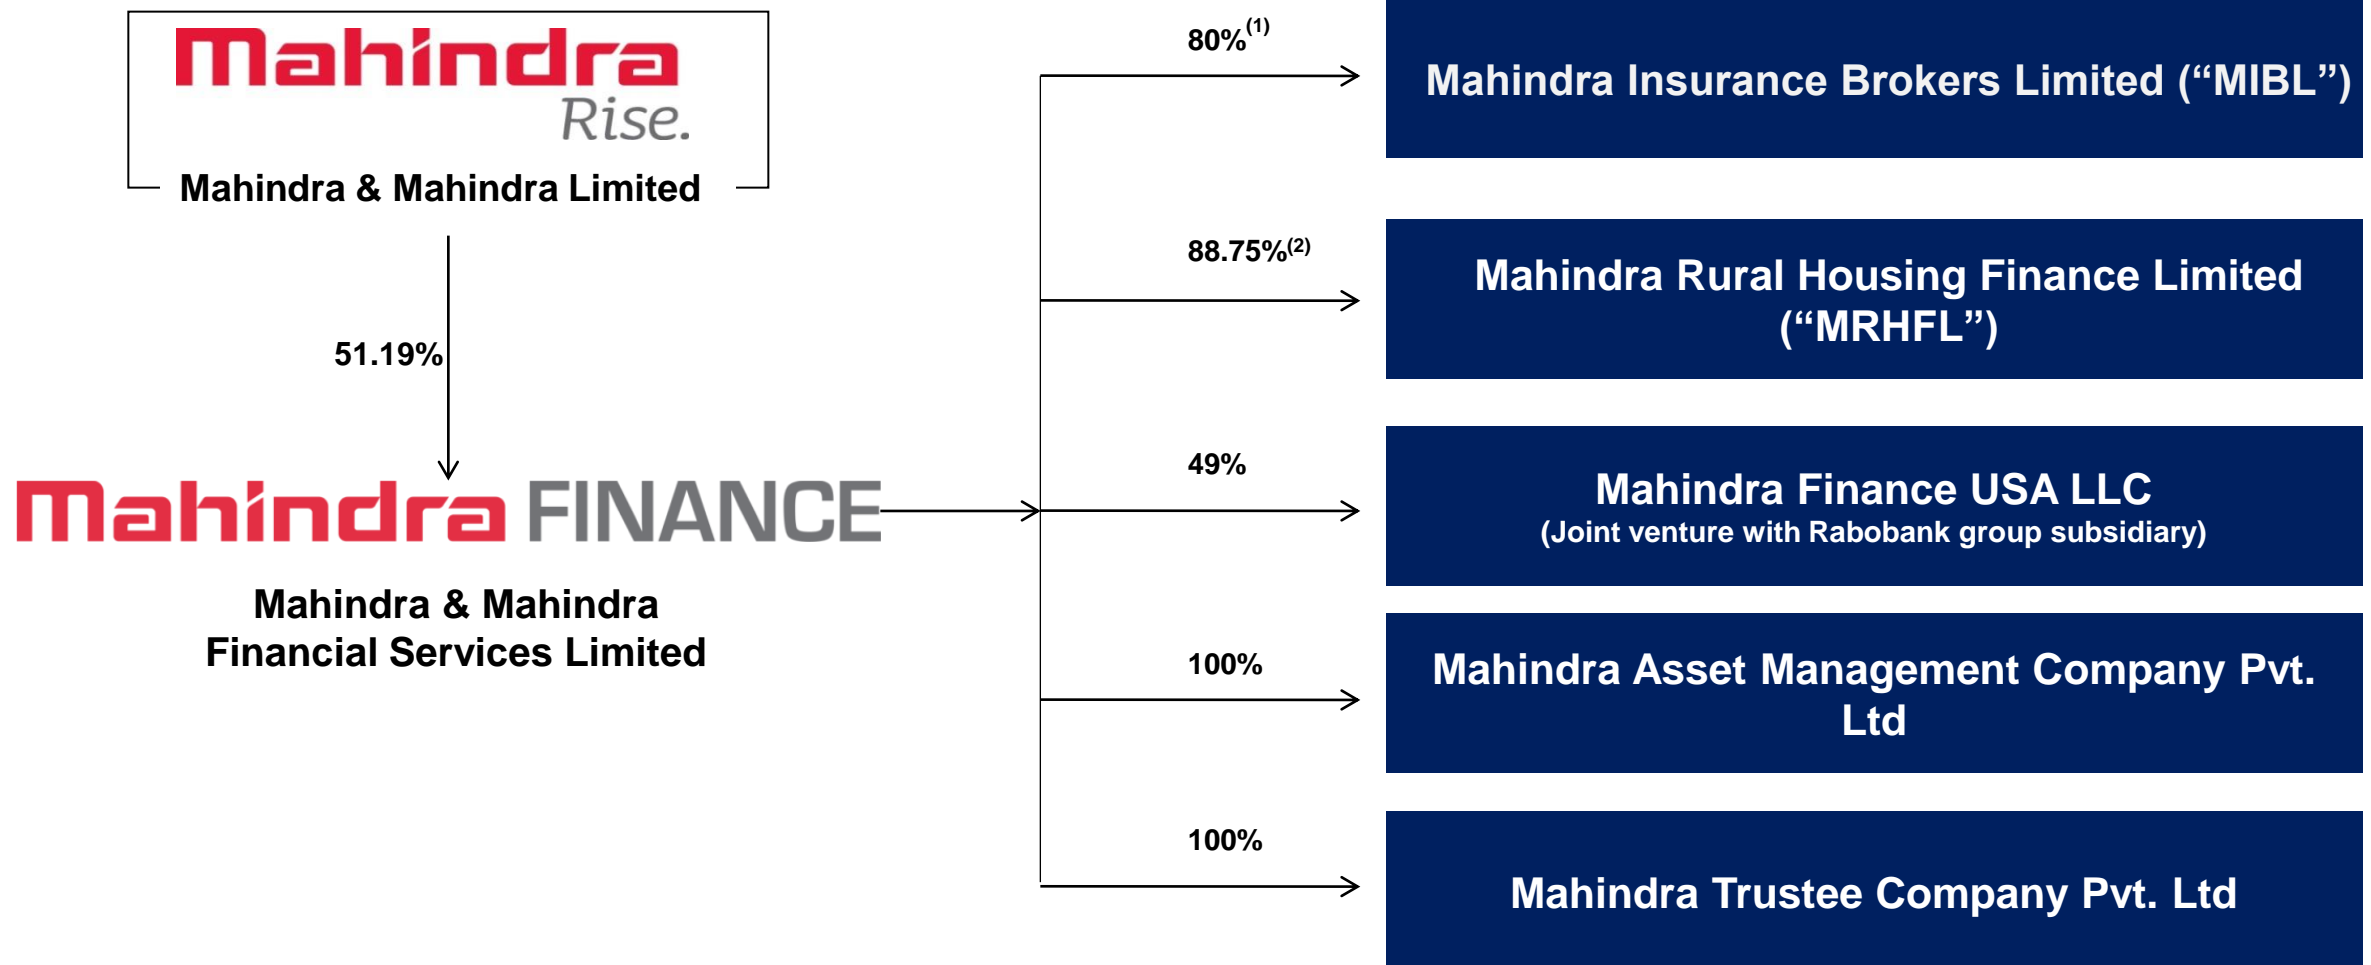 Mahindra
Rise.
Mahindra & Mahindra Limited
51.19%
Mahindra FINANCE
Mahindra & Mahindra
Financial Services Limited
80%(1)
Mahindra Insurance Brokers Limited (“MIBL”)
88.75%(2)
Mahindra Rural Housing Finance Limited
(“MRHFL”)
49%
Mahindra Finance USA LLC
(Joint venture with Rabobank group subsidiary)
100%
Mahindra Asset Management Company Pvt.
Ltd
100%
Mahindra Trustee Company Pvt. Ltd